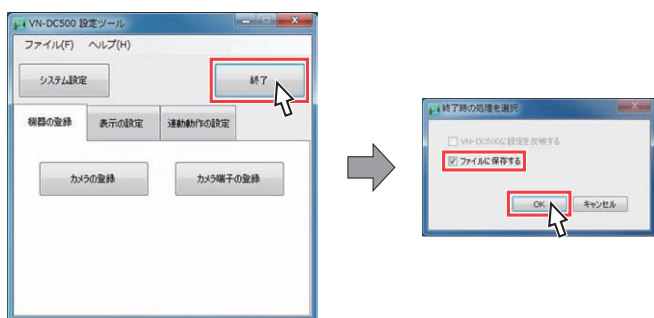 VN-DC500 設定ツール
ファイル(F) ヘルプ(H)
システム設定
終了
機器の登録
表示の設定
連動動作の設定
カメラの登録
カメラ端子の登録
終了時の処理を選択
VN-DC500に設定を反映する
ファイルに保存する
OK
キャンセル